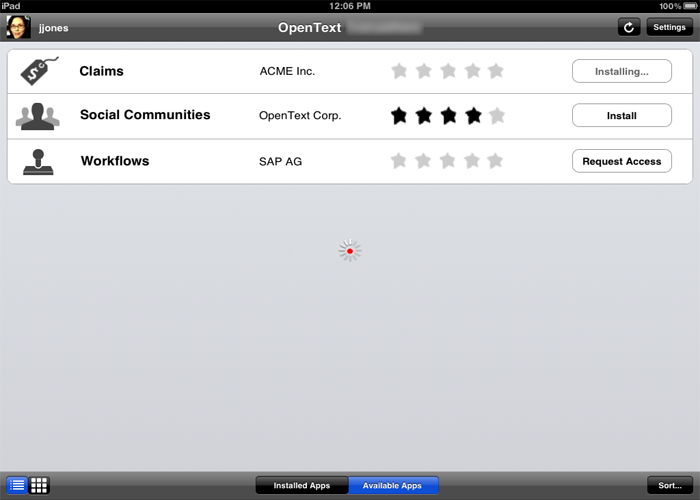 iPad 12:06 PM 100%
jjones OpenText Settings
Claims ACME Inc. Installing...
Social Communities OpenText Corp. Install
Workflows SAP AG Request Access
Installed Apps Available Apps Sort...